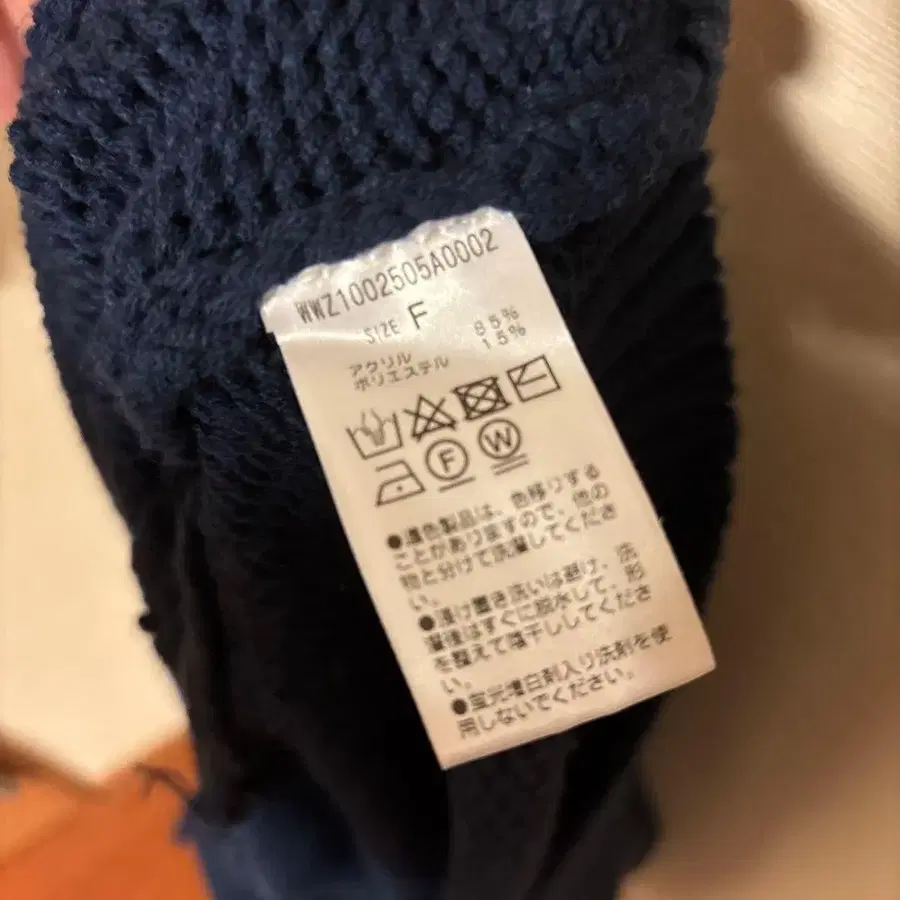 WWZ1002505A0002
SIZE F
アクリル 85%
ポリエステル 15%
F W
●濃色製品は、色移りする
ことがありますので、他の
物と分けて洗濯してくださ
い。
●漬け置き洗いは避け、洗
濯後はすぐに脱水して、形
を整えて陰干ししてくださ
い。
●蛍光増白剤入り洗剤を使
用しないでください。